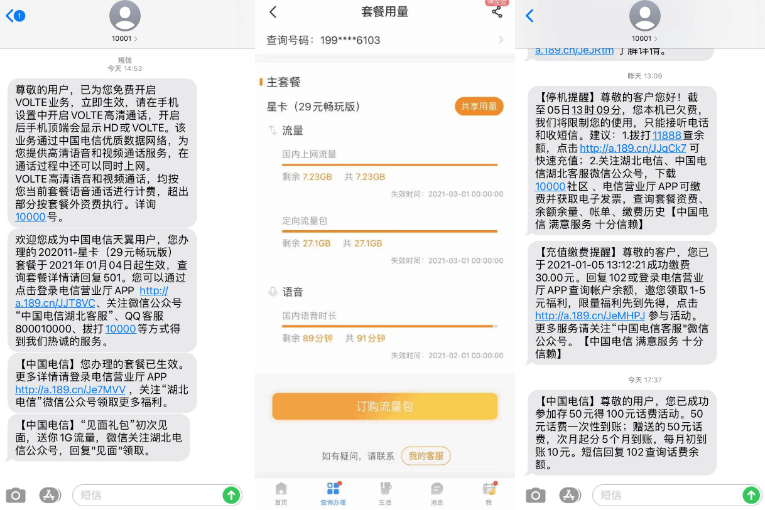 1
10001
短信
今天 14:53
尊敬的用户，已为您免费开启
VOLTE业务，立即生效，请在手机
设置中开启VOLTE高清通话，开启
后手机顶端会显示HD或VOLTE。该
业务通过中国电信优质数据网络，为
您提供高清语音和视频通话服务，在
通话过程中还可以同时上网。
VOLTE高清语音和视频通话，均按
您当前套餐语音通话进行计费，超出
部分按套餐外资费执行。详询
10000号。
欢迎您成为中国电信天翼用户，您办
理的202011-星卡（29元畅玩版）
套餐于2021年01月04日起生效，查
询套餐详情请回复501。您可以通过
点击登录电信营业厅APP http://
a.189.cn/JJT8VC、关注微信公众号
“中国电信湖北客服”、QQ客服
800010000、拨打10000等方式得
到我们热诚的服务。
【中国电信】您办理的套餐已生效。
更多详情请登录电信营业厅APP
http://a.189.cn/Je7MVV ，关注“湖北
电信”微信公众号领取更多福利。
【中国电信】“见面礼包”初次见
面，送你1G流量，微信关注湖北电
信公众号，回复"见面"领取。
短信
套餐用量
查询号码：199****6103
主套餐
星卡（29元畅玩版）
共享用量
流量
国内上网流量
剩余 7.23GB 共 7.23GB
失效时间：2021-03-01 00:00:00
定向流量包
剩余 27.1GB 共 27.1GB
失效时间：2021-03-01 00:00:00
语音
国内语音时长
剩余 89分钟 共 91分钟
失效时间：2021-02-01 00:00:00
订购流量包
如有疑问，请联系
我的客服
首页
查询办理
生活
消息
我
10001
a.189.cn/JeJRtm 了解详情。
昨天 13:09
【停机提醒】尊敬的客户您好！截
至05日13时09分，您本机已欠费，
我们将限制您的使用，只能接听电话
和收短信。建议：1.拨打11888查余
额，点击http://a.189.cn/JJqCk7 可
快速充值；2.关注湖北电信、中国电
信湖北客服微信公众号，下载
10000社区、电信营业厅APP可缴
费并获取电子发票，查询套餐资费、
余额余量、帐单、缴费历史【中国电
信 满意服务 十分信赖】
【充值缴费提醒】尊敬的客户，您已
于2021-01-05 13:12:21成功缴费
30.00元。回复102或登录电信营业
厅APP查询帐户余额，邀您领取1-5
元福利，限量福利先到先得，点击
http://a.189.cn/JeMHPJ 参与活动。
更多服务请关注“中国电信客服”微信
公众号。【中国电信 满意服务 十分
信赖】
今天 17:37
【中国电信】尊敬的用户，您已成功
参加存50元得100元话费活动。50
元话费一次性到账；赠送的50元话
费，次月起分5个月到账，每月初到
账10元。短信回复102查询话费余
额。
短信